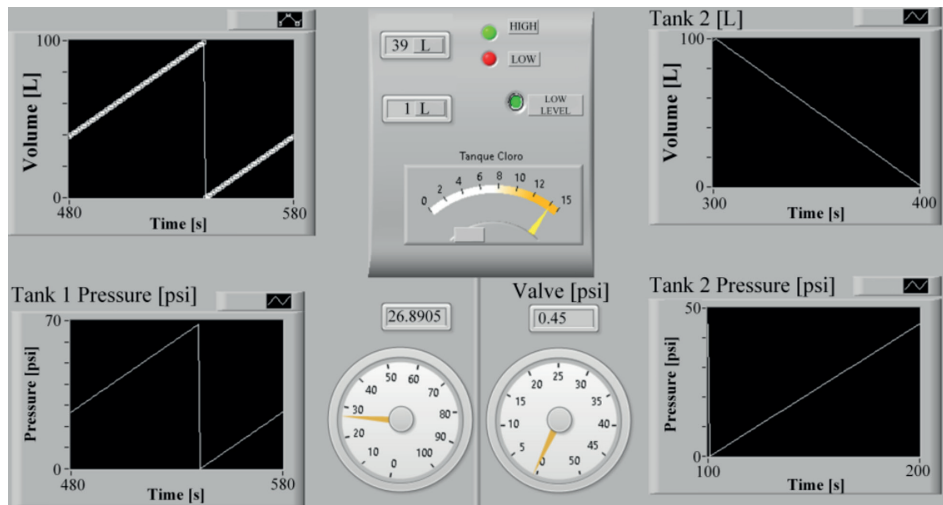 100
Volume [L]
0
480
580
Time [s]
39 L
HIGH
LOW
1 L
LOW
LEVEL
Tanque Cloro
0 2 4 6 8 10 12 15
Tank 2 [L]
100
Volume [L]
0
300
400
Time [s]
Tank 1 Pressure [psi]
70
Pressure [psi]
0
480
580
Time [s]
26.8905
0 10 20 30 40 50 60 70 80 90 100
Valve [psi]
0.45
0 5 10 15 20 25 30 35 40 45 50
Tank 2 Pressure [psi]
50
Pressure [psi]
0
100
200
Time [s]